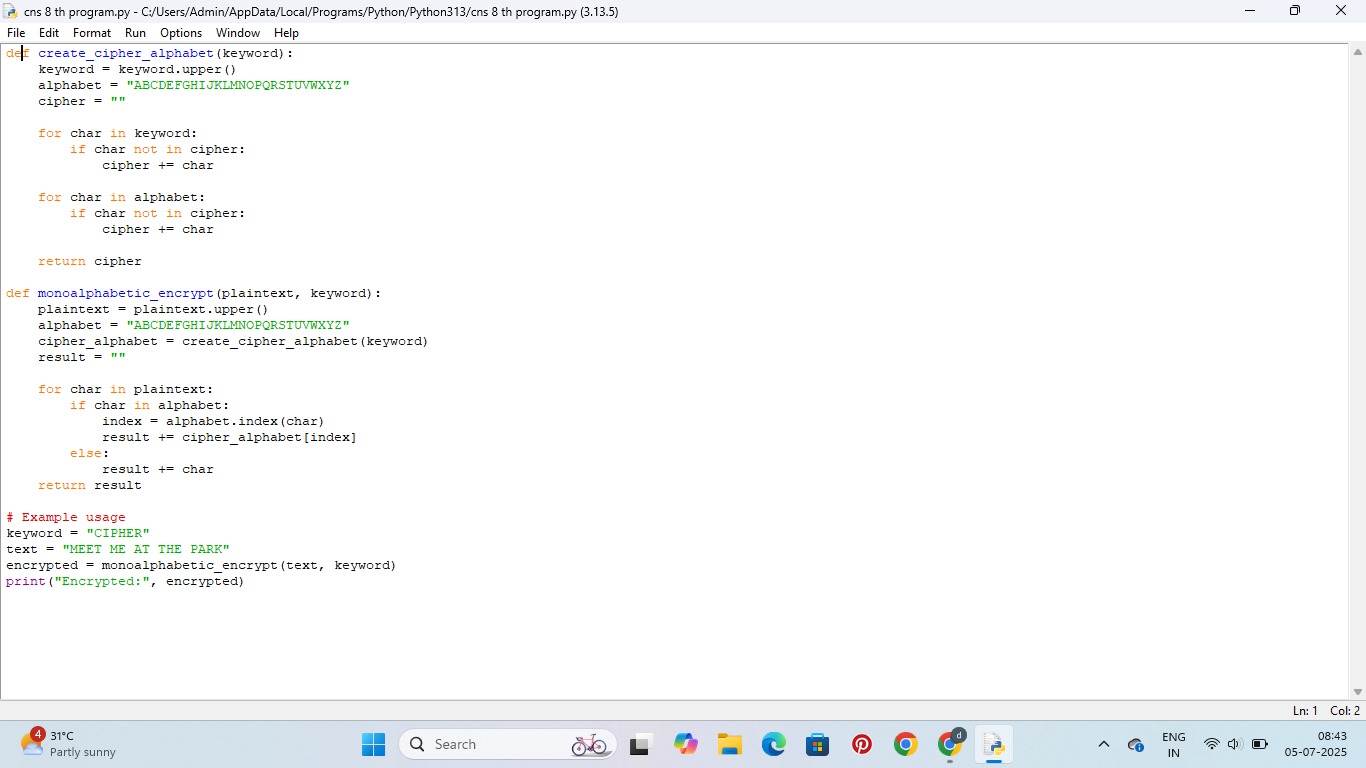 cns 8 th program.py - C:/Users/Admin/AppData/Local/Programs/Python/Python313/cns 8 th program.py (3.13.5)
File Edit Format Run Options Window Help
def create_cipher_alphabet(keyword):
    keyword = keyword.upper()
    alphabet = "ABCDEFGHIJKLMNOPQRSTUVWXYZ"
    cipher = ""

    for char in keyword:
        if char not in cipher:
            cipher += char

    for char in alphabet:
        if char not in cipher:
            cipher += char

    return cipher

def monoalphabetic_encrypt(plaintext, keyword):
    plaintext = plaintext.upper()
    alphabet = "ABCDEFGHIJKLMNOPQRSTUVWXYZ"
    cipher_alphabet = create_cipher_alphabet(keyword)
    result = ""

    for char in plaintext:
        if char in alphabet:
            index = alphabet.index(char)
            result += cipher_alphabet[index]
        else:
            result += char
    return result

# Example usage
keyword = "CIPHER"
text = "MEET ME AT THE PARK"
encrypted = monoalphabetic_encrypt(text, keyword)
print("Encrypted:", encrypted)
Ln: 1 Col: 2
4
31°C
Partly sunny
Search
d
ENG
IN
08:43
05-07-2025